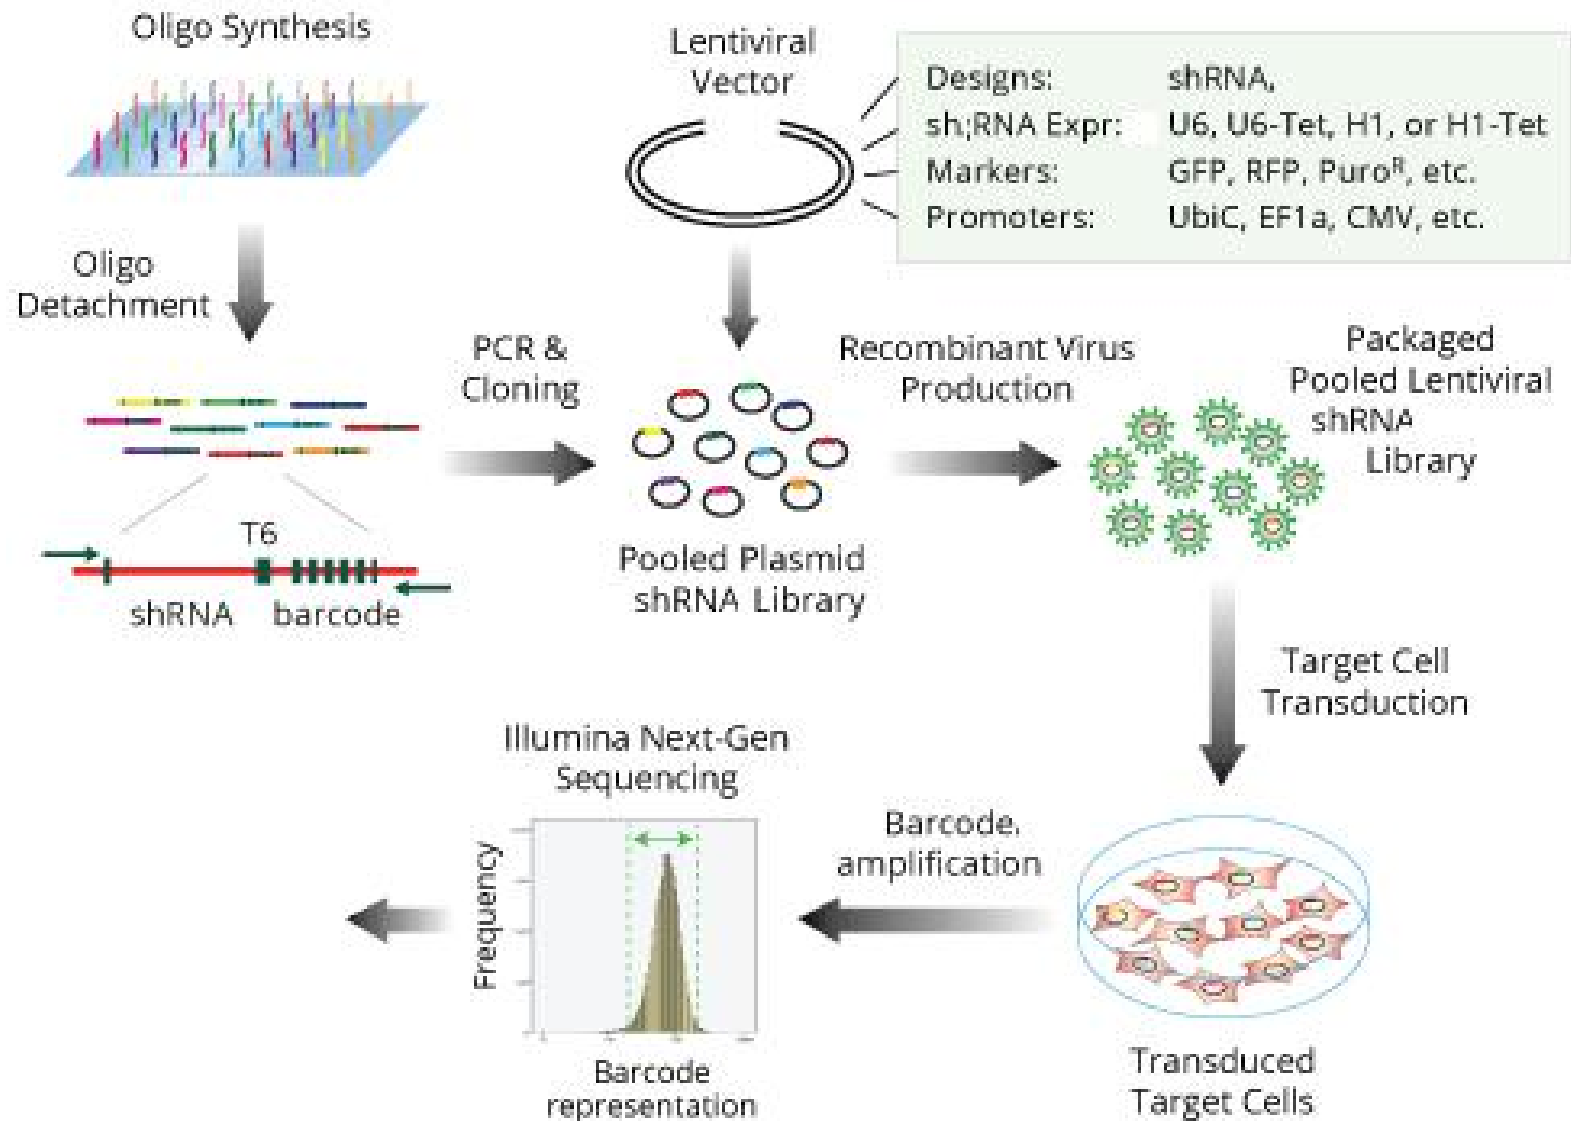 Oligo Synthesis
Lentiviral
Vector
Designs: shRNA,
sh;RNA Expr: U6, U6-Tet, H1, or H1-Tet
Markers: GFP, RFP, Puroᴿ, etc.
Promoters: UbiC, EF1a, CMV, etc.
Oligo
Detachment
PCR &
Cloning
Recombinant Virus
Production
Packaged
Pooled Lentiviral
shRNA
Library
T6
shRNA barcode
Pooled Plasmid
shRNA Library
Target Cell
Transduction
Illumina Next-Gen
Sequencing
Barcode.
amplification
Frequency
Barcode
representation
Transduced
Target Cells